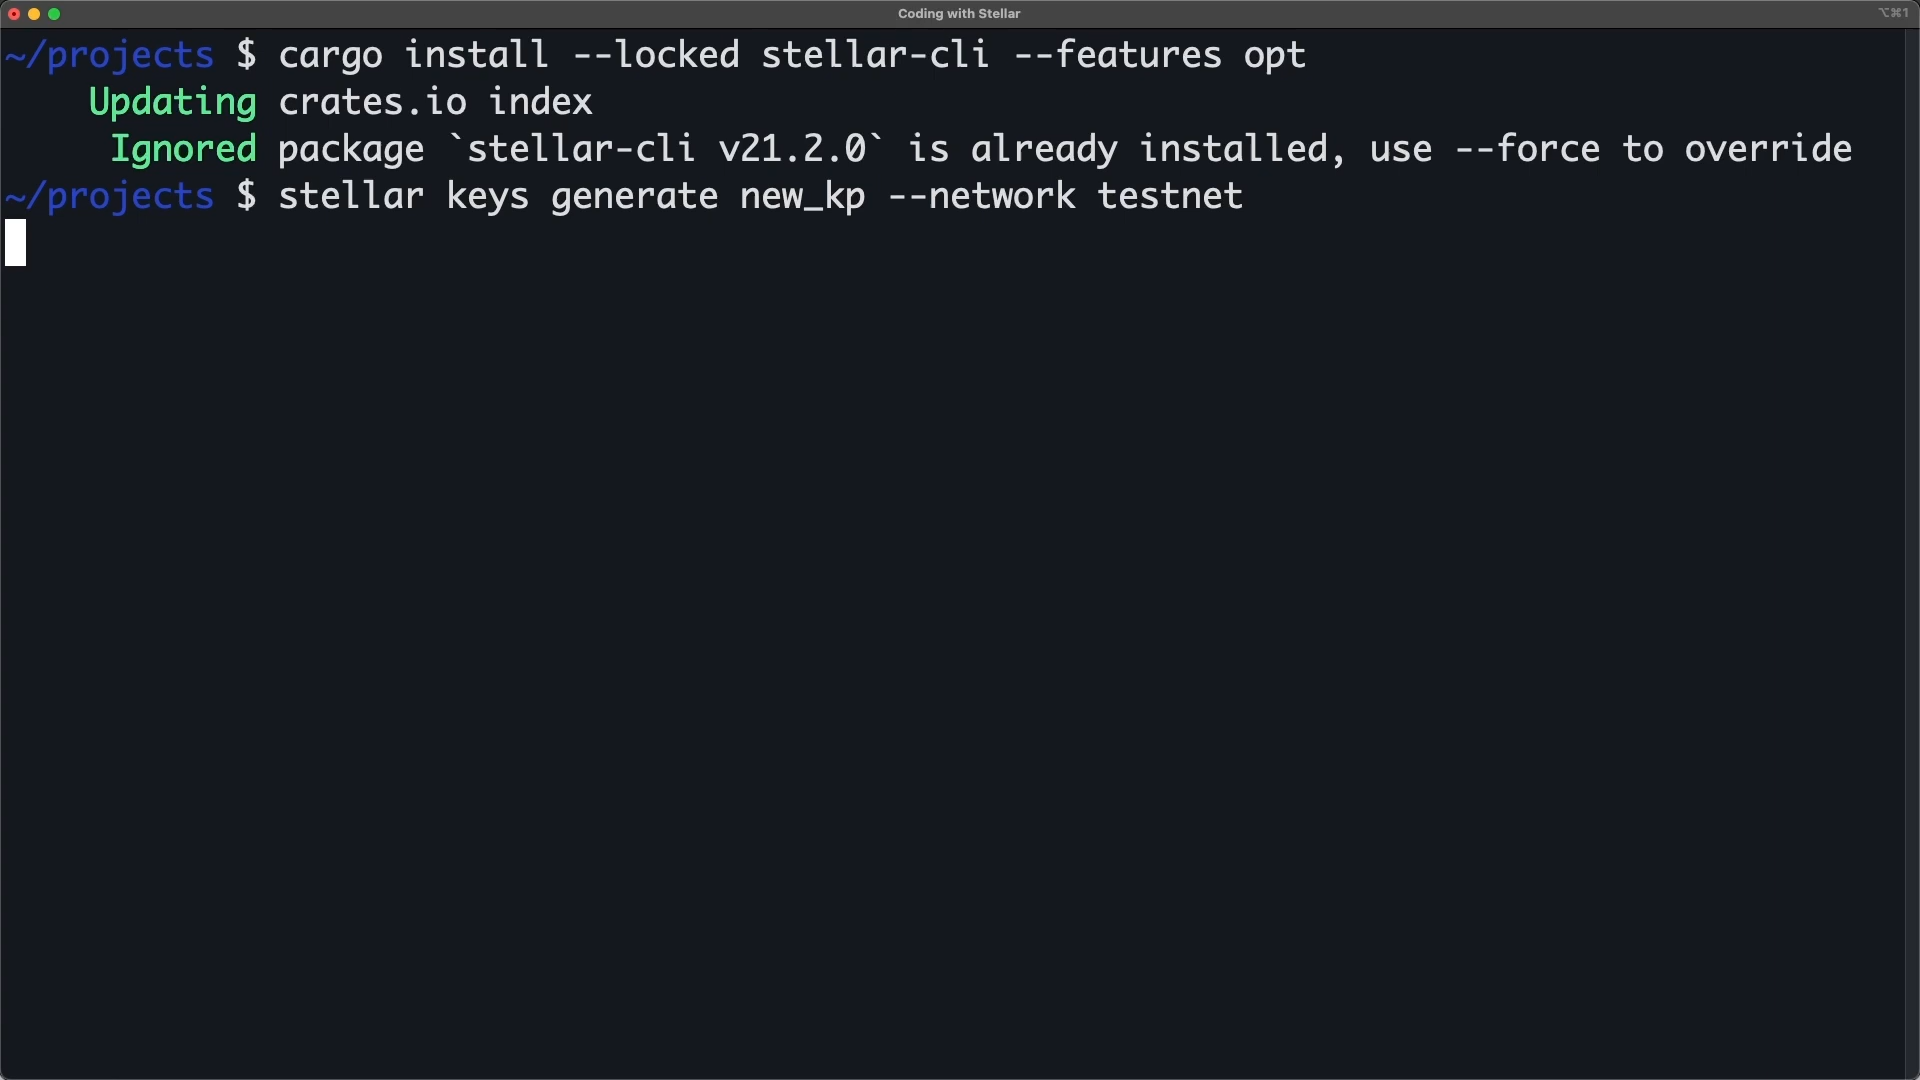 Coding with Stellar
⌥⌘1
~/projects $ cargo install --locked stellar-cli --features opt
Updating crates.io index
Ignored package `stellar-cli v21.2.0` is already installed, use --force to override
~/projects $ stellar keys generate new_kp --network testnet